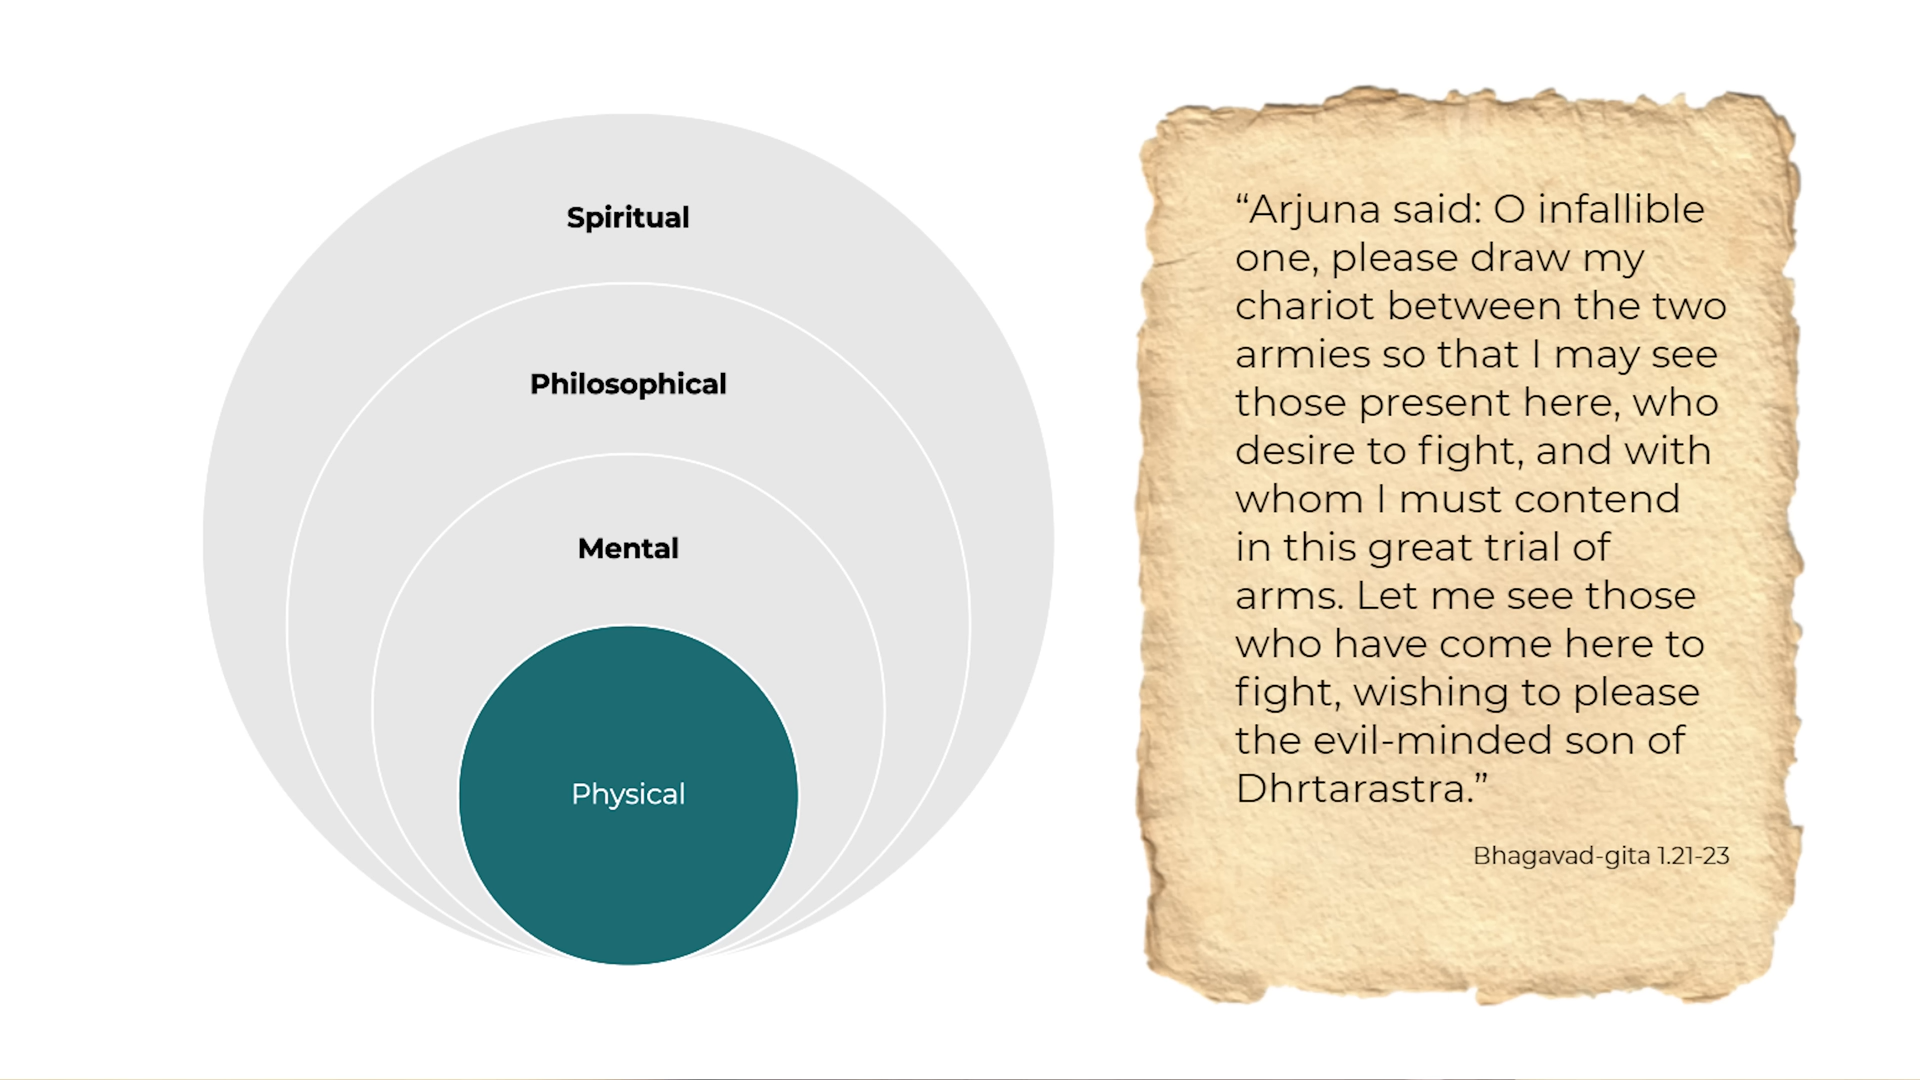 Spiritual
Philosophical
Mental
Physical
“Arjuna said: O infallible
one, please draw my
chariot between the two
armies so that I may see
those present here, who
desire to fight, and with
whom I must contend
in this great trial of
arms. Let me see those
who have come here to
fight, wishing to please
the evil-minded son of
Dhrtarastra.”
Bhagavad-gita 1.21-23